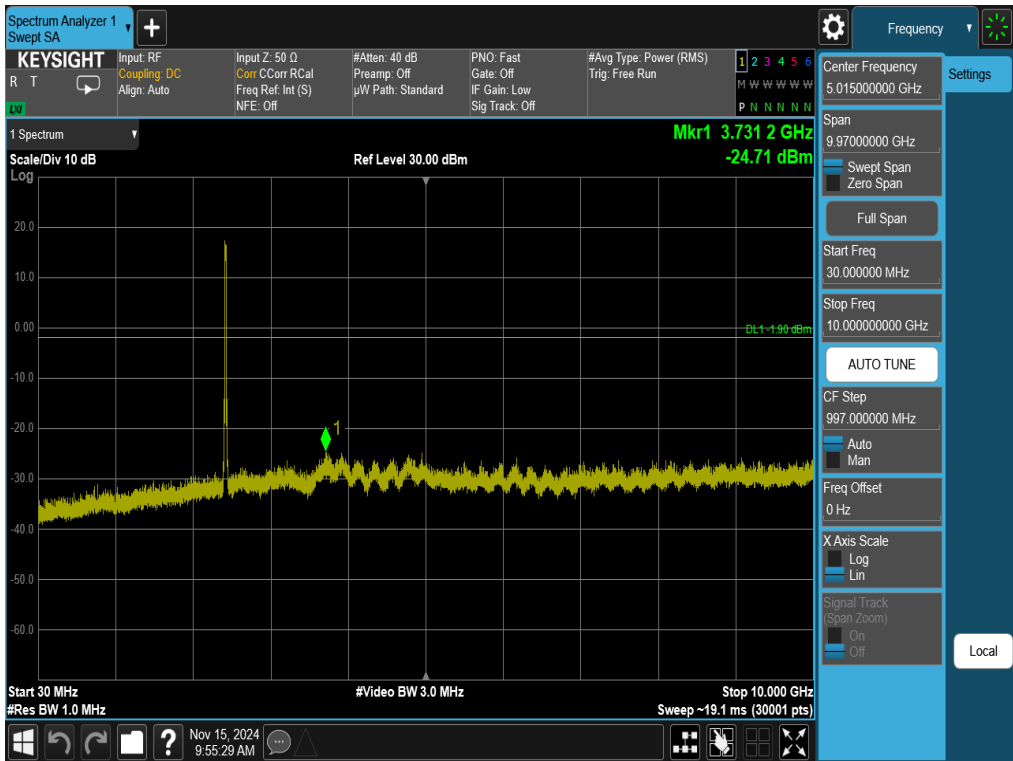 Spectrum Analyzer 1
Swept SA
Frequency
KEYSIGHT
R T
LXI
Input: RF
Coupling: DC
Align: Auto
Input Z: 50 Ω
Corr CCorr RCal
Freq Ref: Int (S)
NFE: Off
#Atten: 40 dB
Preamp: Off
µW Path: Standard
PNO: Fast
Gate: Off
IF Gain: Low
Sig Track: Off
#Avg Type: Power (RMS)
Trig: Free Run
1 2 3 4 5 6
M W W W W W
P N N N N N
1 Spectrum
Scale/Div 10 dB
Log
Ref Level 30.00 dBm
Mkr1 3.731 2 GHz
-24.71 dBm
20.0
10.0
0.00
DL1 -1.90 dBm
-10.0
-20.0
1
-30.0
-40.0
-50.0
-60.0
Start 30 MHz
#Res BW 1.0 MHz
#Video BW 3.0 MHz
Stop 10.000 GHz
Sweep ~19.1 ms (30001 pts)
Center Frequency
5.015000000 GHz
Settings
Span
9.97000000 GHz
Swept Span
Zero Span
Full Span
Start Freq
30.000000 MHz
Stop Freq
10.000000000 GHz
AUTO TUNE
CF Step
997.000000 MHz
Auto
Man
Freq Offset
0 Hz
X Axis Scale
Log
Lin
Signal Track
(Span Zoom)
On
Off
Local
Nov 15, 2024
9:55:29 AM